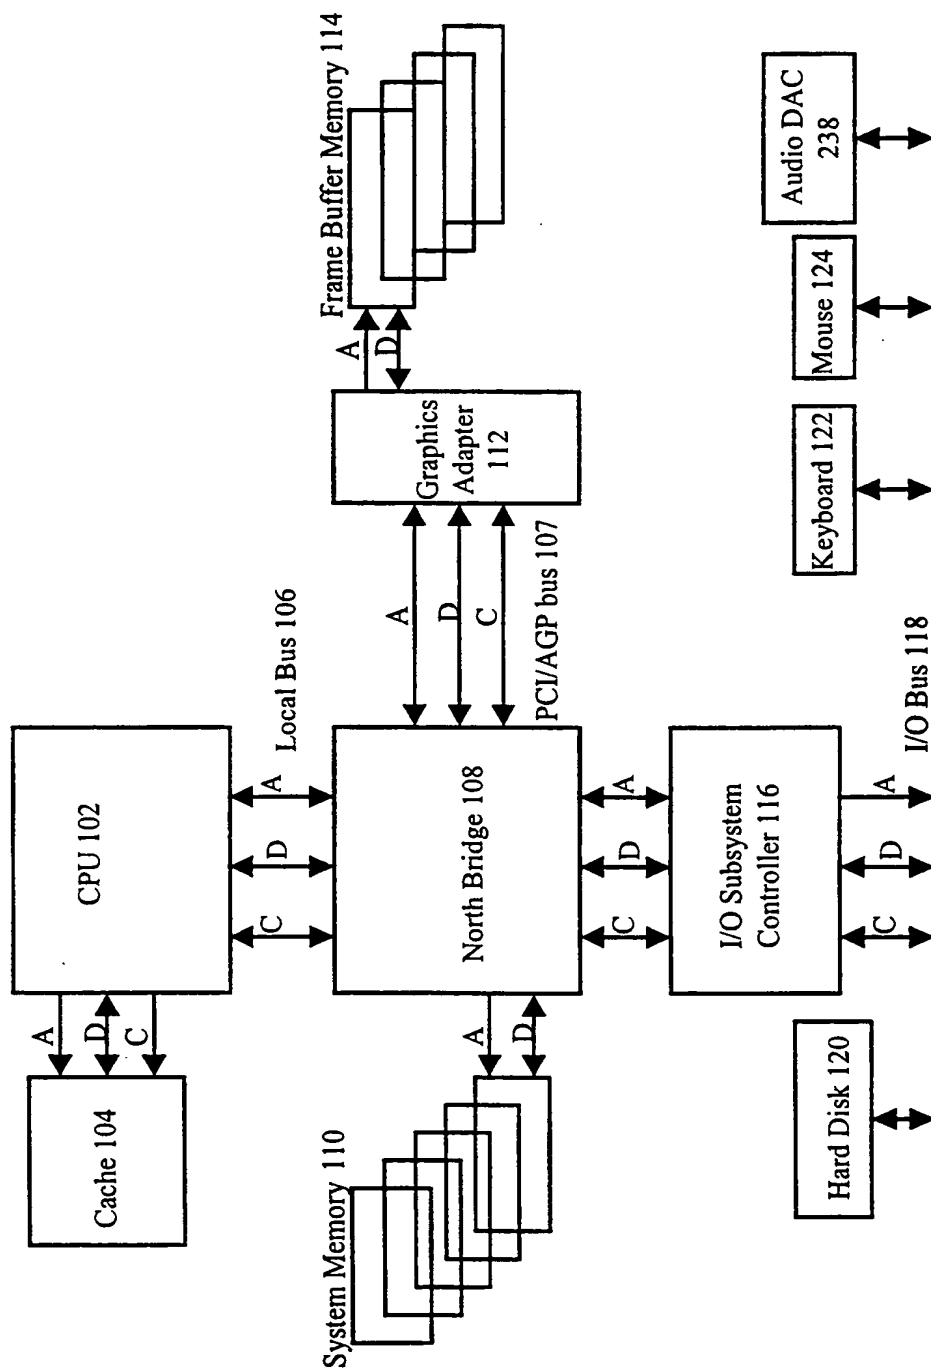 Cache 104
A
D
C
CPU 102
C
D
A
Local Bus 106
System Memory 110
A
D
North Bridge 108
A
D
C
PCI/AGP bus 107
Graphics
Adapter
112
A
D
Frame Buffer Memory 114
C
D
A
I/O Subsystem
Controller 116
C
D
A
I/O Bus 118
Hard Disk 120
Keyboard 122
Mouse 124
Audio DAC
238